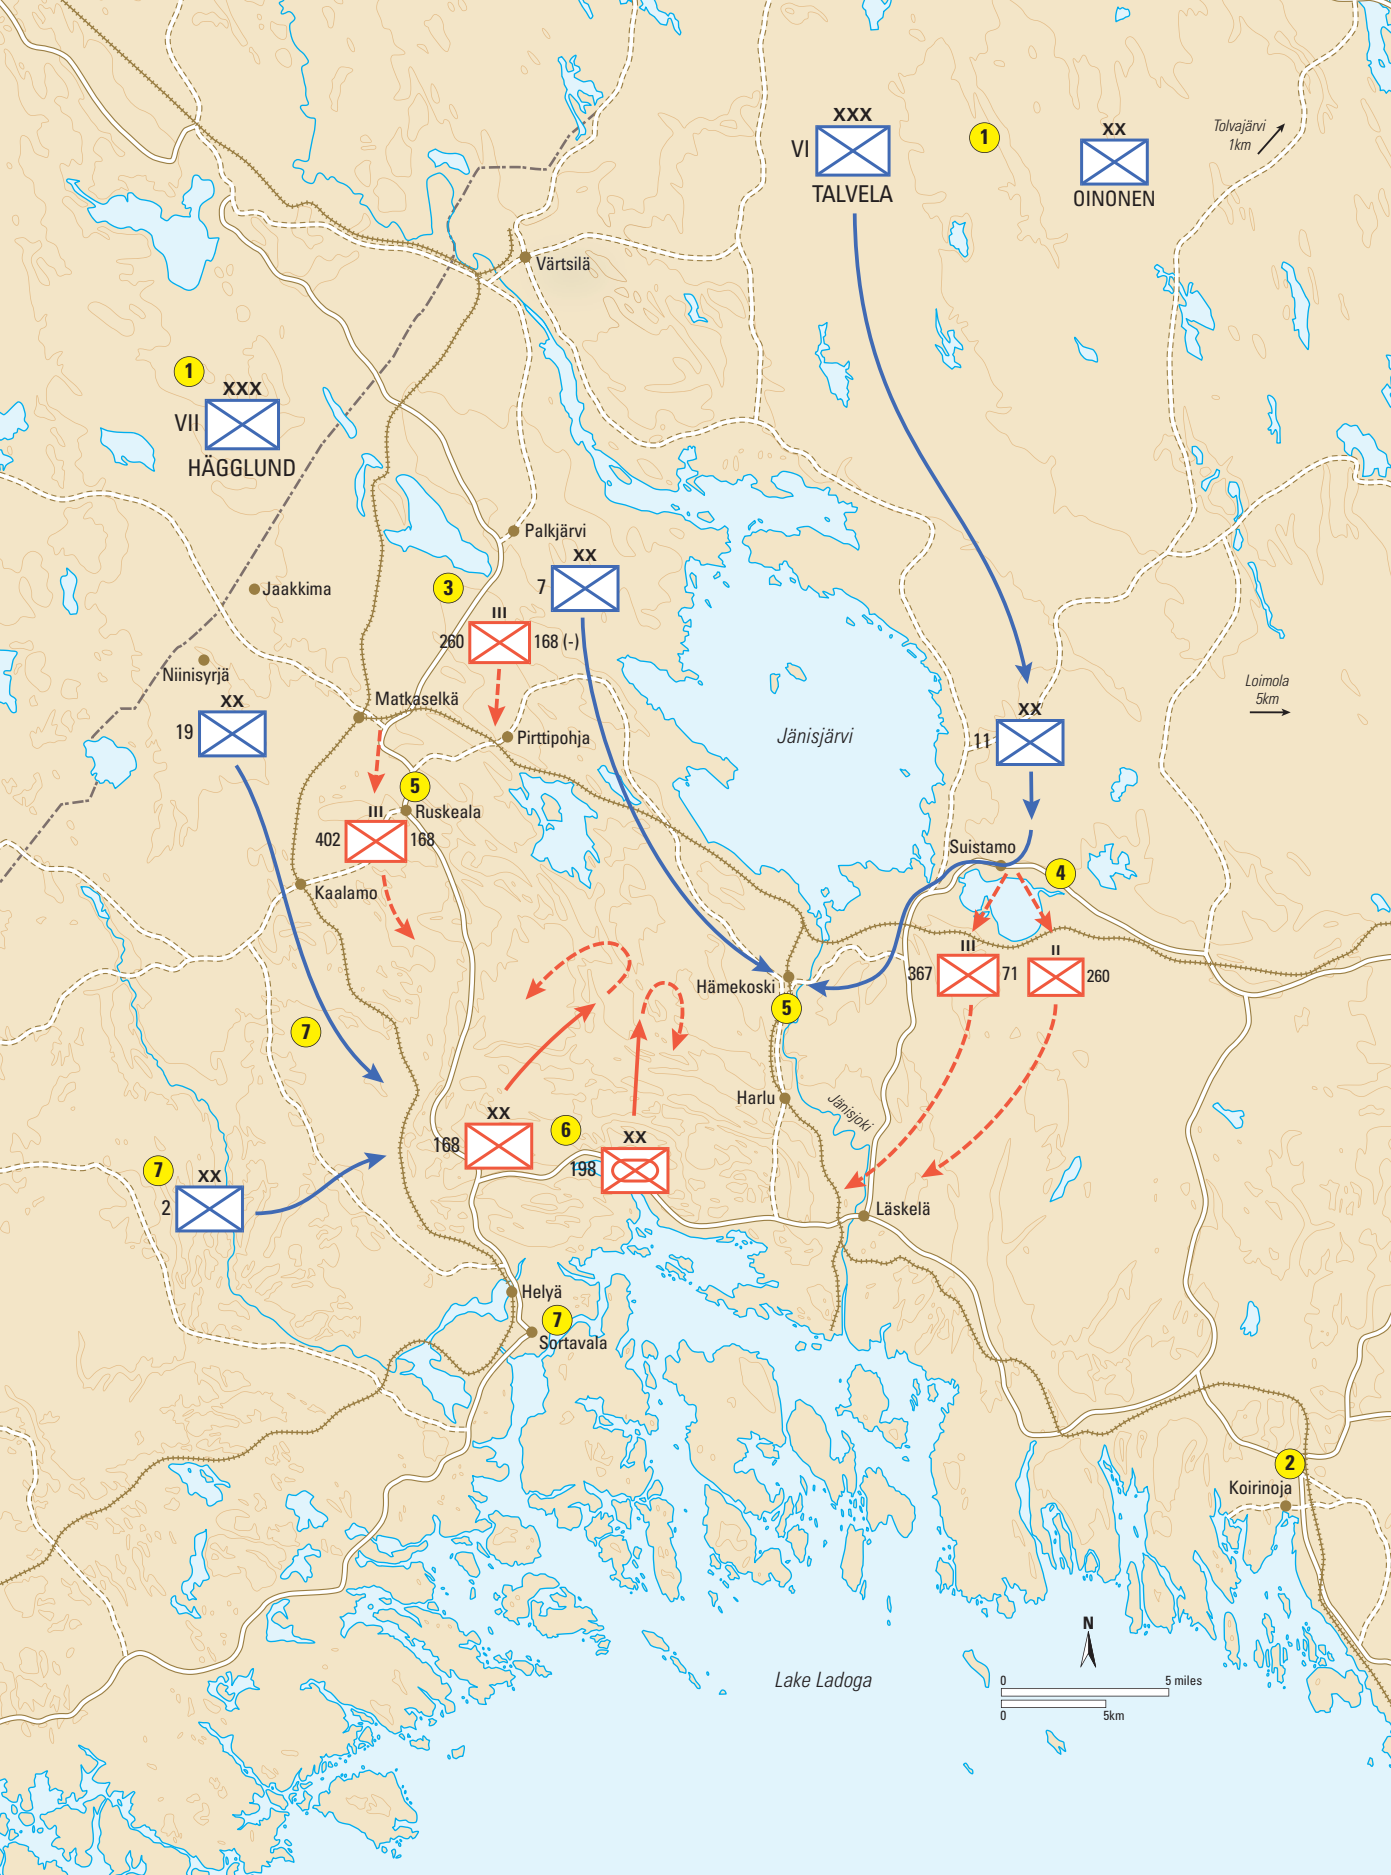 XXX
VI
TALVELA
1
XX
OINONEN
Tolvajärvi
1km
Värtsilä
1
XXX
VII
HÄGGLUND
Palkjärvi
XX
7
3
Jaakkima
III
260
168 (-)
Niinisyrjä
XX
19
Matkaselkä
Pirttipohja
Jänisjärvi
Loimola
5km
XX
11
5
Ruskeala
III
402
168
Kaalamo
Suistamo
4
III
367
71
II
260
Hämekoski
5
7
Harlu
Jänisjoki
XX
168
6
XX
198
7
XX
2
Läskelä
Helyä
7
Sortavala
2
Koirinoja
N
Lake Ladoga
0
5 miles
0
5km